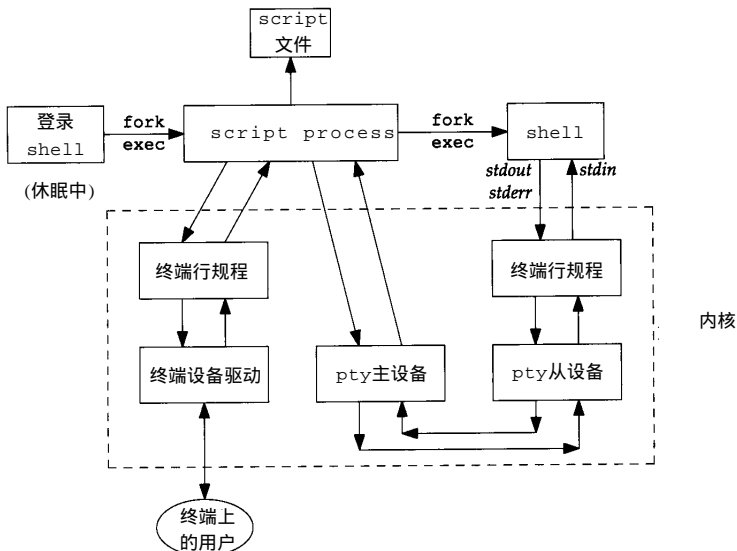 script
文件
登录
shell
fork
exec
script process
fork
exec
shell
(休眠中)
stdout
stderr
stdin
终端行规程
终端行规程
内核
终端设备驱动
pty主设备
pty从设备
终端上
的用户